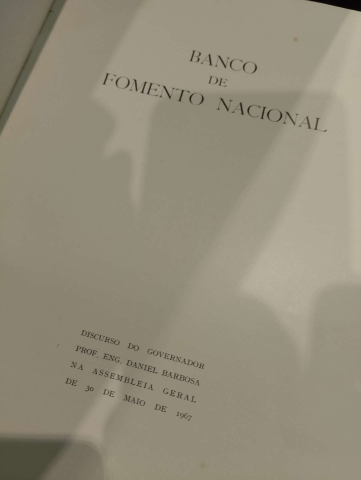 BANCO
DE
FOMENTO NACIONAL
DISCURSO DO GOVERNADOR
PROF. ENG. DANIEL BARBOSA
NA ASSEMBLEIA GERAL
DE 30 DE MAIO DE 1967